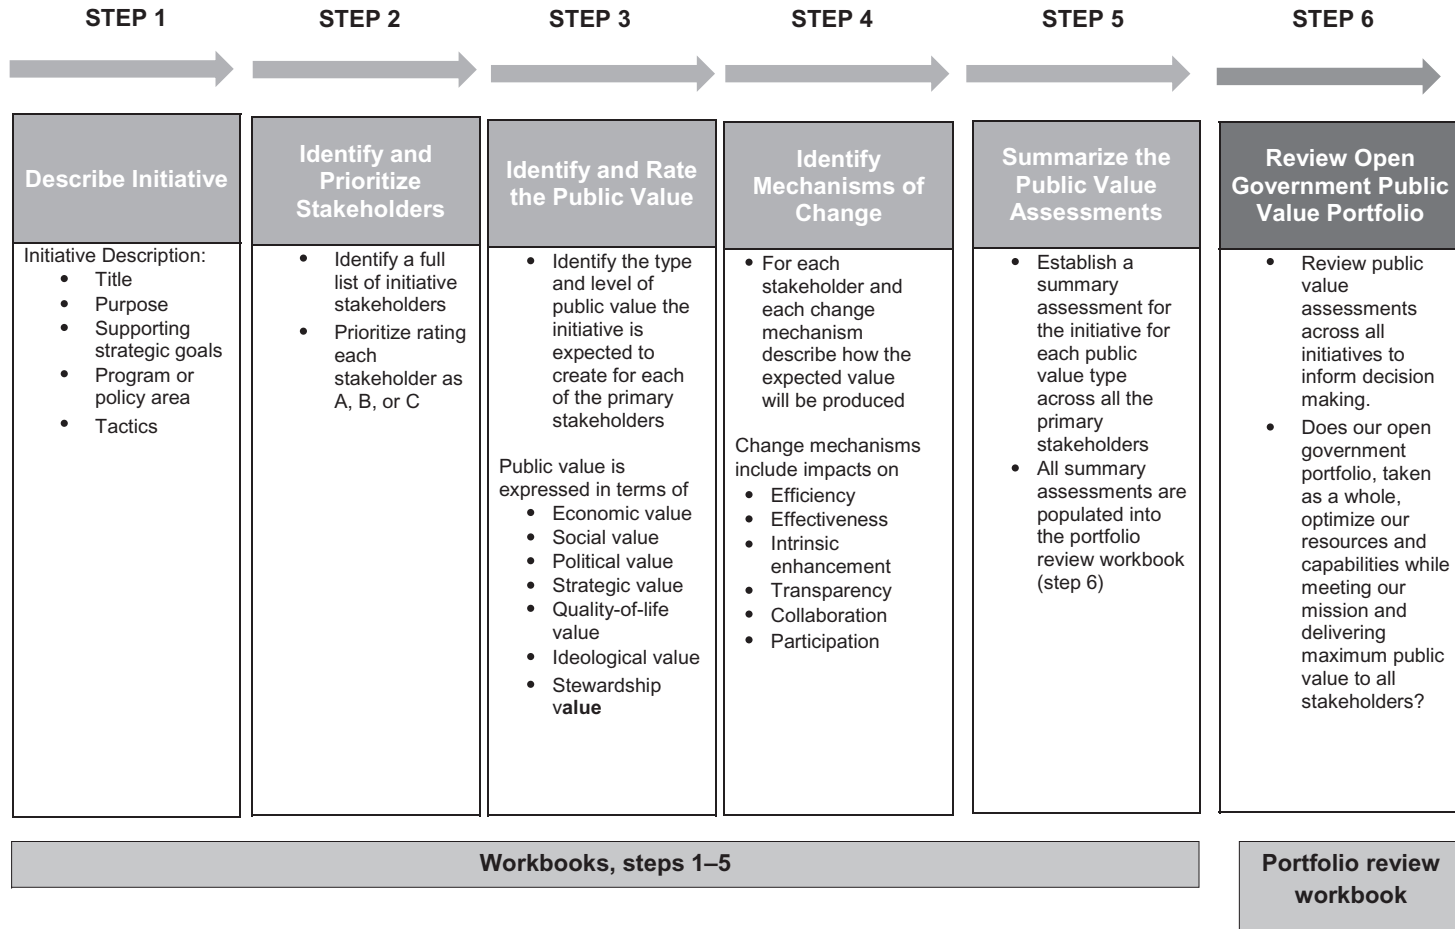 STEP 1
STEP 2
STEP 3
STEP 4
STEP 5
STEP 6
Describe Initiative
Initiative Description:
• Title
• Purpose
• Supporting
strategic goals
• Program or
policy area
• Tactics
Identify and
Prioritize
Stakeholders
• Identify a full
list of initiative
stakeholders
• Prioritize rating
each
stakeholder as
A, B, or C
Identify and Rate
the Public Value
• Identify the type
and level of
public value the
initiative is
expected to
create for each
of the primary
stakeholders
Public value is
expressed in terms of
• Economic value
• Social value
• Political value
• Strategic value
• Quality-of-life
value
• Ideological value
• Stewardship
value
Identify
Mechanisms of
Change
• For each
stakeholder and
each change
mechanism
describe how the
expected value
will be produced
Change mechanisms
include impacts on
• Efficiency
• Effectiveness
• Intrinsic
enhancement
• Transparency
• Collaboration
• Participation
Summarize the
Public Value
Assessments
• Establish a
summary
assessment for
the initiative for
each public
value type
across all the
primary
stakeholders
• All summary
assessments are
populated into
the portfolio
review workbook
(step 6)
Review Open
Government Public
Value Portfolio
• Review public
value
assessments
across all
initiatives to
inform decision
making.
• Does our open
government
portfolio, taken
as a whole,
optimize our
resources and
capabilities while
meeting our
mission and
delivering
maximum public
value to all
stakeholders?
Workbooks, steps 1–5
Portfolio review
workbook